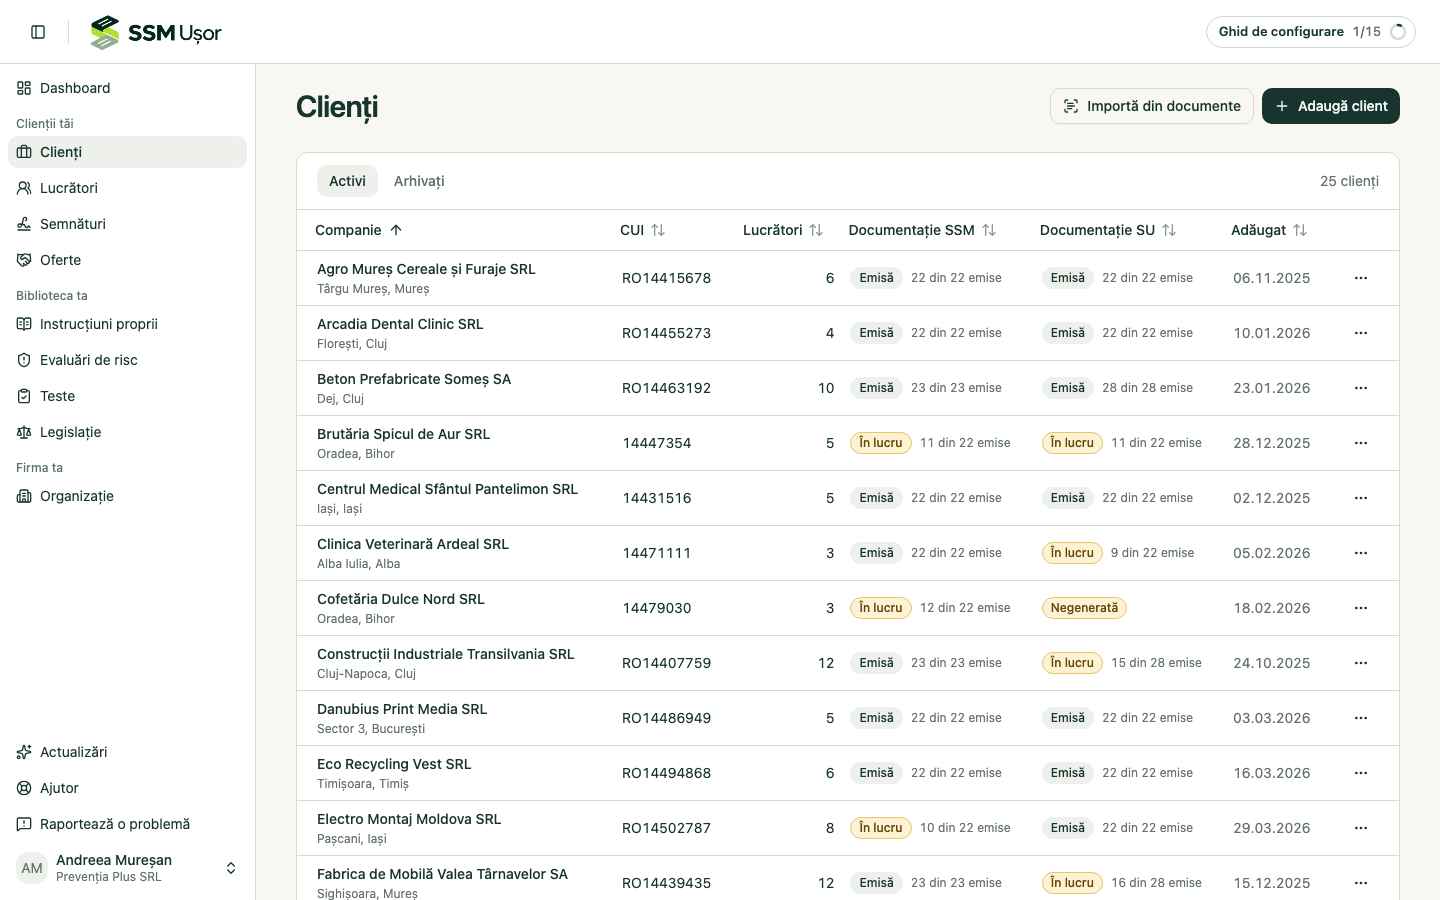 SSM Ușor
Ghid de configurare 1/15
Dashboard
Clienții tăi
Clienți
Lucrători
Semnături
Oferte
Biblioteca ta
Instrucțiuni proprii
Evaluări de risc
Teste
Legislație
Firma ta
Organizație
Actualizări
Ajutor
Raportează o problemă
AM
Andreea Mureșan
Prevenția Plus SRL
Clienți
Importă din documente
Adaugă client
Activi Arhivați 25 clienți
Companie CUI Lucrători Documentație SSM Documentație SU Adăugat
Agro Mureș Cereale și Furaje SRL
Târgu Mureș, Mureș
RO14415678 6 Emisă 22 din 22 emise Emisă 22 din 22 emise 06.11.2025
Arcadia Dental Clinic SRL
Florești, Cluj
RO14455273 4 Emisă 22 din 22 emise Emisă 22 din 22 emise 10.01.2026
Beton Prefabricate Someș SA
Dej, Cluj
RO14463192 10 Emisă 23 din 23 emise Emisă 28 din 28 emise 23.01.2026
Brutăria Spicul de Aur SRL
Oradea, Bihor
14447354 5 În lucru 11 din 22 emise În lucru 11 din 22 emise 28.12.2025
Centrul Medical Sfântul Pantelimon SRL
Iași, Iași
14431516 5 Emisă 22 din 22 emise Emisă 22 din 22 emise 02.12.2025
Clinica Veterinară Ardeal SRL
Alba Iulia, Alba
14471111 3 Emisă 22 din 22 emise În lucru 9 din 22 emise 05.02.2026
Cofetăria Dulce Nord SRL
Oradea, Bihor
14479030 3 În lucru 12 din 22 emise Negenerată 18.02.2026
Construcții Industriale Transilvania SRL
Cluj-Napoca, Cluj
RO14407759 12 Emisă 23 din 23 emise În lucru 15 din 28 emise 24.10.2025
Danubius Print Media SRL
Sector 3, București
RO14486949 5 Emisă 22 din 22 emise Emisă 22 din 22 emise 03.03.2026
Eco Recycling Vest SRL
Timișoara, Timiș
RO14494868 6 Emisă 22 din 22 emise Emisă 22 din 22 emise 16.03.2026
Electro Montaj Moldova SRL
Pașcani, Iași
RO14502787 8 În lucru 10 din 22 emise Emisă 22 din 22 emise 29.03.2026
Fabrica de Mobilă Valea Târnavelor SA
Sighișoara, Mureș
RO14439435 12 Emisă 23 din 23 emise În lucru 16 din 28 emise 15.12.2025